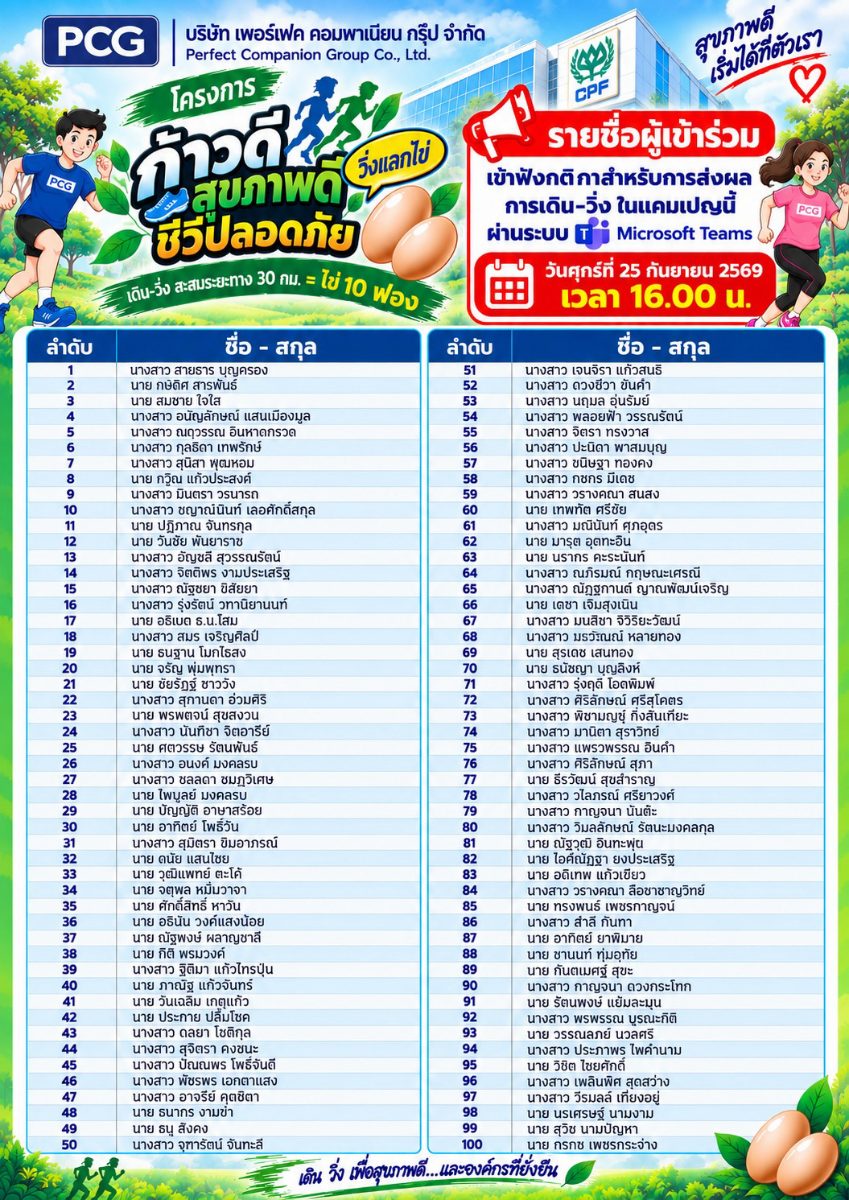 PCG
บริษัท เพอร์เฟค คอมพาเนียน กรุ๊ป จำกัด
Perfect Companion Group Co., Ltd.
CPF
สุขภาพดี
เริ่มได้ที่ตัวเรา
โครงการ
ก้าวดี
สุขภาพดี
ชีวีปลอดภัย
วิ่งแลกไข่
เดิน-วิ่ง สะสมระยะทาง 30 กม. = ไข่ 10 ฟอง
PCG
รายชื่อผู้เข้าร่วม
เข้าฟังกติกาสำหรับการส่งผล
การเดิน-วิ่ง ในแคมเปญนี้
ผ่านระบบ Microsoft Teams
PCG
วันศุกร์ที่ 25 กันยายน 2569
เวลา 16.00 น.
ลำดับ ชื่อ - สกุล
1 นางสาว สายธาร บุญครอง
2 นาย กษิดิศ สารพันธ์
3 นาย สมชาย ใจใส
4 นางสาว อนัญลักษณ์ แสนเมืองมูล
5 นางสาว ณฤวรรณ อินหาดกรวด
6 นางสาว กุลธิดา เทพรักษ์
7 นางสาว สุนิสา พุฒหอม
8 นาย กวิณ แก้วประสงค์
9 นางสาว มินตรา วรนารถ
10 นางสาว ชญาณ์นินท์ เลอศักดิ์สกุล
11 นาย ปฏิภาณ จันทรกุล
12 นาย วันชัย พันยาราช
13 นางสาว อัญชลี สุวรรณรัตน์
14 นางสาว จิตติพร งามประเสริฐ
15 นางสาว ณัฐชยา ขิสัยยา
16 นางสาว รุ่งรัตน์ วทานิยานนท์
17 นาย อธิเบต ธ.น.โสม
18 นางสาว สมร เจริญศิลป์
19 นาย ธนฐาน โมกไธสง
20 นาย จรัญ พุ่มพุทรา
21 นาย ชัยรัฏฐ์ ชาววัง
22 นางสาว สุกานดา อ่วมศิริ
23 นาย พรพตจน์ สุขสงวน
24 นางสาว นันทิชา จิตอารีย์
25 นาย ศตวรรษ รัตนพันธ์
26 นางสาว อนงค์ มงคลรบ
27 นางสาว ชลลดา ชมภูวิเศษ
28 นาย ไพบูลย์ มงคลรบ
29 นาย บัญญัติ อาษาสร้อย
30 นาย อาทิตย์ โพธิ์วัน
31 นางสาว สุมิตรา ขิมอาภรณ์
32 นาย ดนัย แสนไชย
33 นาย วุฒิแพทย์ ตะโค้
34 นาย จตุพล หมื่นวาจา
35 นาย ศักดิ์สิทธิ์ หาวัน
36 นาย อธินัน วงค์แสงน้อย
37 นาย ณัฐพงษ์ ผลาญชาลี
38 นาย กิติ พรมวงค์
39 นางสาว ฐิติมา แก้วไทรปุ่น
40 นาย ภาณัฐ แก้วจันทร์
41 นาย วันเฉลิม เกตุแก้ว
42 นาย ประกาย ปลื้มโชค
43 นางสาว ดลยา โชติกุล
44 นางสาว สุจิตรา คงชนะ
45 นางสาว ปัณณพร โพธิ์จันดี
46 นางสาว พัชรพร เอกตาแสง
47 นางสาว อาจรีย์ คุดชิตา
48 นาย ธนากร งามขำ
49 นาย ธนู สังคง
50 นางสาว จุฑารัตน์ จันทะลี
ลำดับ ชื่อ - สกุล
51 นางสาว เจนจิรา แก้วสนธิ
52 นางสาว ดวงชีวา ขันคำ
53 นางสาว นฤมล อุ่นรัมย์
54 นางสาว พลอยฟ้า วรรณรัตน์
55 นางสาว จิตรา ทรงวาส
56 นางสาว ปะนิดา พาสมบุญ
57 นางสาว ขนิษฐา ทองคง
58 นางสาว กชกร มีเดช
59 นางสาว วรางคณา สนสง
60 นาย เทพทัต ศรีชัย
61 นางสาว มณีนันท์ ศุภอุดร
62 นาย มารุต อุดทะอิน
63 นาย นรากร คะระนันท์
64 นางสาว ณภิรมณ์ กฤษณะเศรณี
65 นางสาว ณัฏฐกานต์ ญาณพัฒน์เจริญ
66 นาย เดชา เจิมสูงเนิน
67 นางสาว มนสิชา จิวิริยะวัฒน์
68 นางสาว มธวัณณ์ หลายทอง
69 นาย สุรเดช เสนทอง
70 นาย ธนัชญา บุญลิงห์
71 นางสาว รุ่งฤดี โอดพิมพ์
72 นางสาว ศิริลักษณ์ ศรีสุโคตร
73 นางสาว พิชามญชุ์ กิ่งสันเทียะ
74 นางสาว มานิตา สุราวิทย์
75 นางสาว แพรวพรรณ อินคำ
76 นางสาว ศิริลักษณ์ สุภา
77 นาย ธีรวัฒน์ สุขสำราญ
78 นางสาว วไลภรณ์ ศรียาวงศ์
79 นางสาว กาญจนา นันต๊ะ
80 นางสาว วิมลลักษณ์ รัตนะมงคลกุล
81 นาย ณัฐวุฒิ อินทะพุ่น
82 นาย ไอศ์ณัฏฐา ยงประเสริฐ
83 นาย อดิเทพ แก้วเขียว
84 นางสาว วรางคณา ลือชาชาญวิทย์
85 นาย ทรงพนธ์ เพชรกาญจน์
86 นางสาว สำลี กันทา
87 นาย อาทิตย์ ยาพิมาย
88 นาย ชานนท์ ทุ่มอุทัย
89 นาย กันตเมศฐ์ สุขะ
90 นางสาว กาญจนา ดวงกระโทก
91 นาย รัตนพงษ์ แย้มละมุน
92 นางสาว พรพรรณ บูรณะกิติ
93 นาย วรรณลภย์ นวลศรี
94 นางสาว ประภาพร ไพคำนาม
95 นาย วิชิต ไชยศักดิ์
96 นางสาว เพลินพิศ สุดสว่าง
97 นางสาว วีรมลล์ เที่ยงอยู่
98 นาย นรเศรษฐ์ นามงาม
99 นาย สุวิช นามปัญหา
100 นาย กรกช เพชรกระจ่าง
เดิน วิ่ง เพื่อสุขภาพดี...และองค์กรที่ยั่งยืน